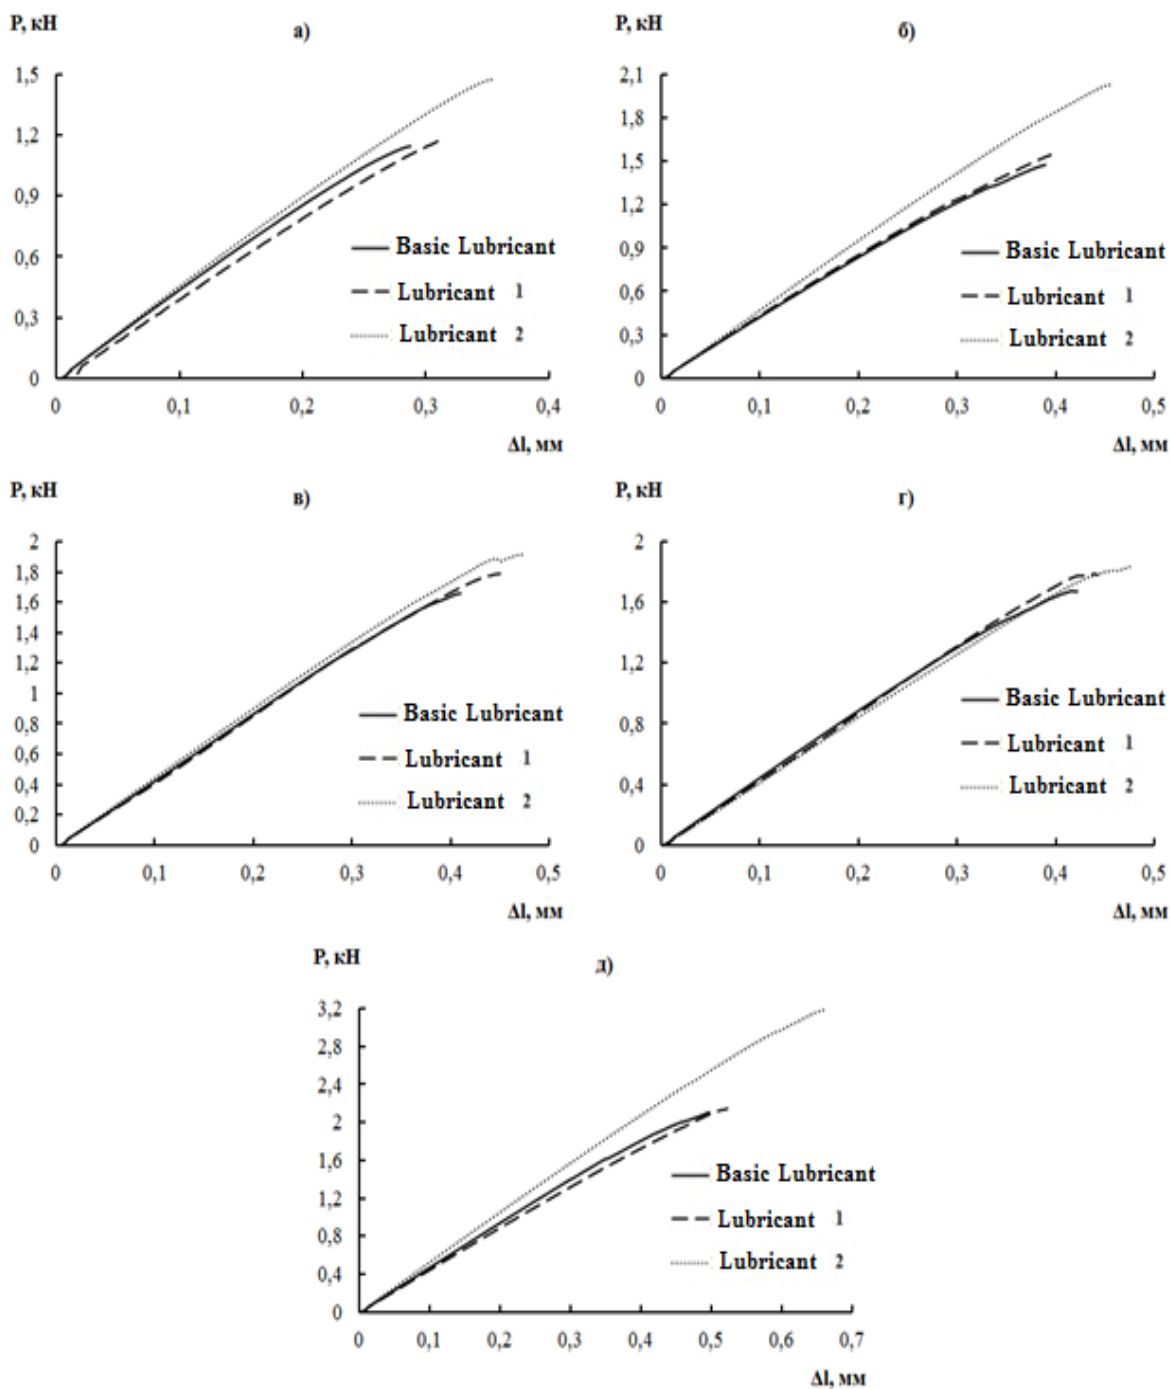 Р, кН
а)
1,5
1,2
0,9
0,6
0,3
0
0 0,1 0,2 0,3 0,4
Δl, мм
Basic Lubricant
Lubricant 1
Lubricant 2
Р, кН
б)
2,1
1,8
1,5
1,2
0,9
0,6
0,3
0
0 0,1 0,2 0,3 0,4 0,5
Δl, мм
Basic Lubricant
Lubricant 1
Lubricant 2
Р, кН
в)
2
1,8
1,6
1,4
1,2
1
0,8
0,6
0,4
0,2
0
0 0,1 0,2 0,3 0,4 0,5
Δl, мм
Basic Lubricant
Lubricant 1
Lubricant 2
Р, кН
г)
2
1,6
1,2
0,8
0,4
0
0 0,1 0,2 0,3 0,4 0,5
Δl, мм
Basic Lubricant
Lubricant 1
Lubricant 2
Р, кН
д)
3,2
2,8
2,4
2
1,6
1,2
0,8
0,4
0
0 0,1 0,2 0,3 0,4 0,5 0,6 0,7
Δl, мм
Basic Lubricant
Lubricant 1
Lubricant 2